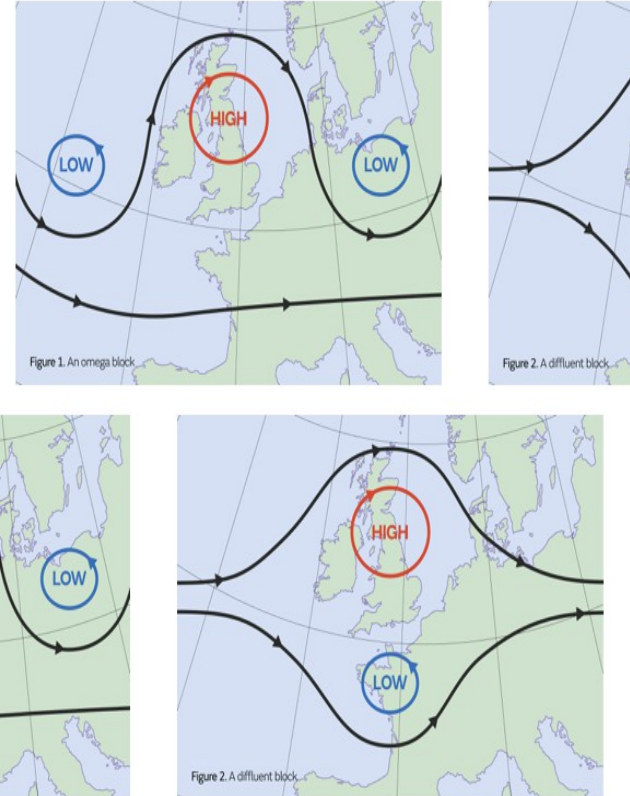 HIGH
LOW
LOW
Figure 1. An omega block
Figure 2. A diffluent block
LOW
HIGH
LOW
Figure 2. A diffluent block